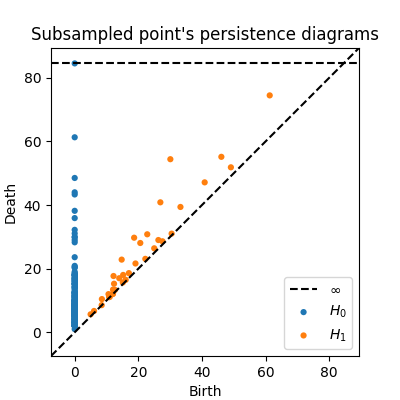 Subsampled point's persistence diagrams
80
60
40
20
0
Death
0 20 40 60 80
Birth
∞
H₀
H₁